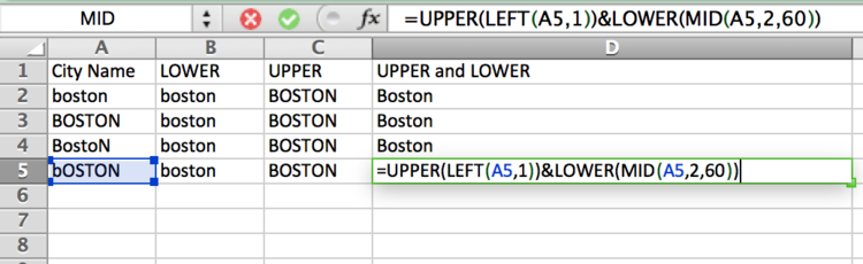 MID fx =UPPER(LEFT(A5,1))&LOWER(MID(A5,2,60))
A B C D
1 City Name LOWER UPPER UPPER and LOWER
2 boston boston BOSTON Boston
3 BOSTON boston BOSTON Boston
4 BostoN boston BOSTON Boston
5 bOSTON boston BOSTON =UPPER(LEFT(A5,1))&LOWER(MID(A5,2,60))
6
7
8